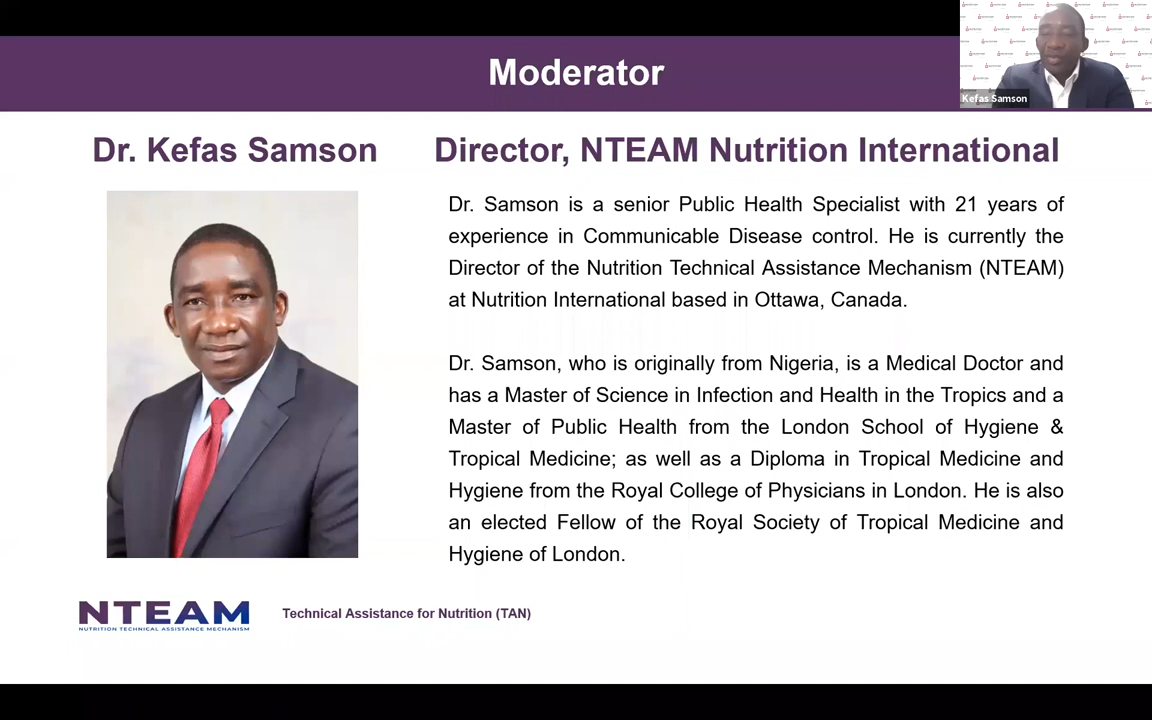 Moderator
Kefas Samson
Dr. Kefas Samson
Director, NTEAM Nutrition International
Dr. Samson is a senior Public Health Specialist with 21 years of
experience in Communicable Disease control. He is currently the
Director of the Nutrition Technical Assistance Mechanism (NTEAM)
at Nutrition International based in Ottawa, Canada.
Dr. Samson, who is originally from Nigeria, is a Medical Doctor and
has a Master of Science in Infection and Health in the Tropics and a
Master of Public Health from the London School of Hygiene &
Tropical Medicine; as well as a Diploma in Tropical Medicine and
Hygiene from the Royal College of Physicians in London. He is also
an elected Fellow of the Royal Society of Tropical Medicine and
Hygiene of London.
NTEAM
NUTRITION TECHNICAL ASSISTANCE MECHANISM
Technical Assistance for Nutrition (TAN)